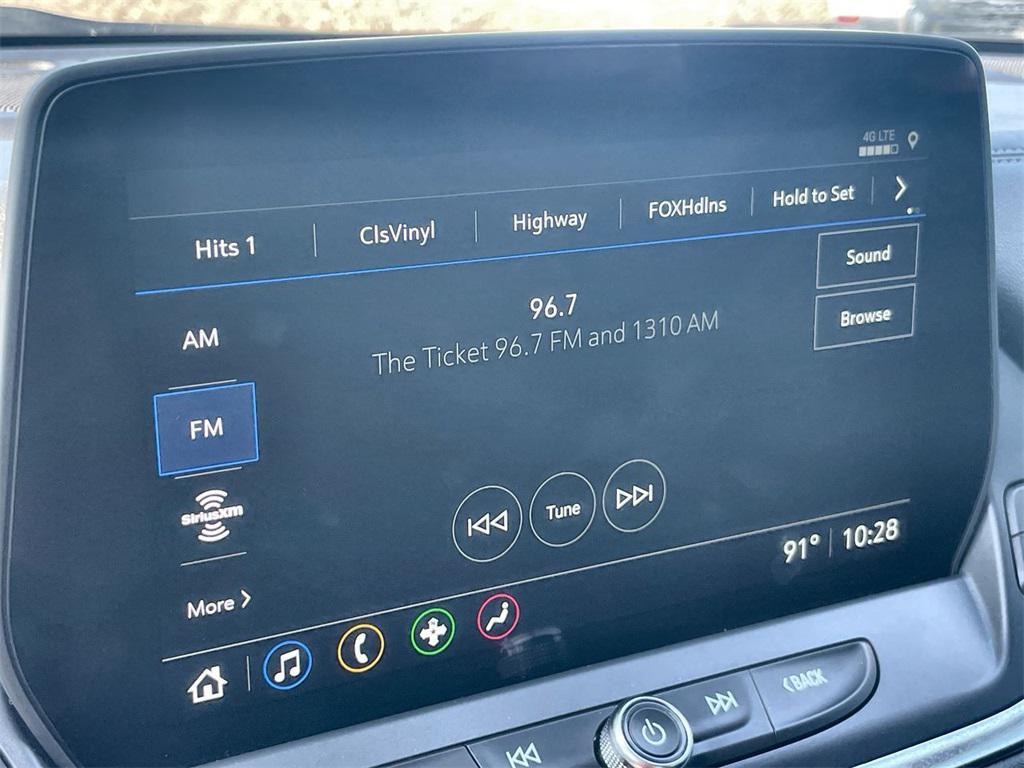 4G LTE
Hits 1
ClsVinyl
Highway
FOXHdlns
Hold to Set
Sound
96.7
Browse
AM
The Ticket 96.7 FM and 1310 AM
FM
SiriusXM
Tune
91° 10:28
More
BACK